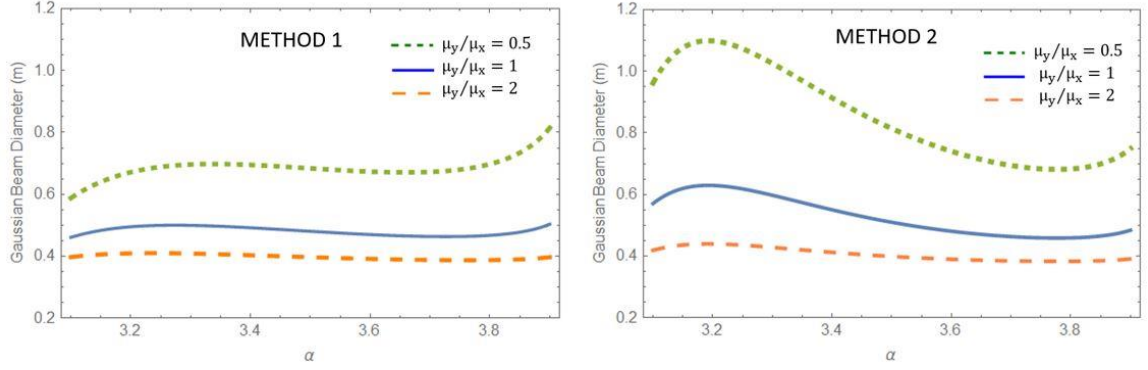 METHOD 1
μy/μx = 0.5
μy/μx = 1
μy/μx = 2
Gaussian Beam Diameter (m)
1.2
1.0
0.8
0.6
0.4
0.2
3.2
3.4
3.6
3.8
α
METHOD 2
μy/μx = 0.5
μy/μx = 1
μy/μx = 2
Gaussian Beam Diameter (m)
1.2
1.0
0.8
0.6
0.4
0.2
3.2
3.4
3.6
3.8
α